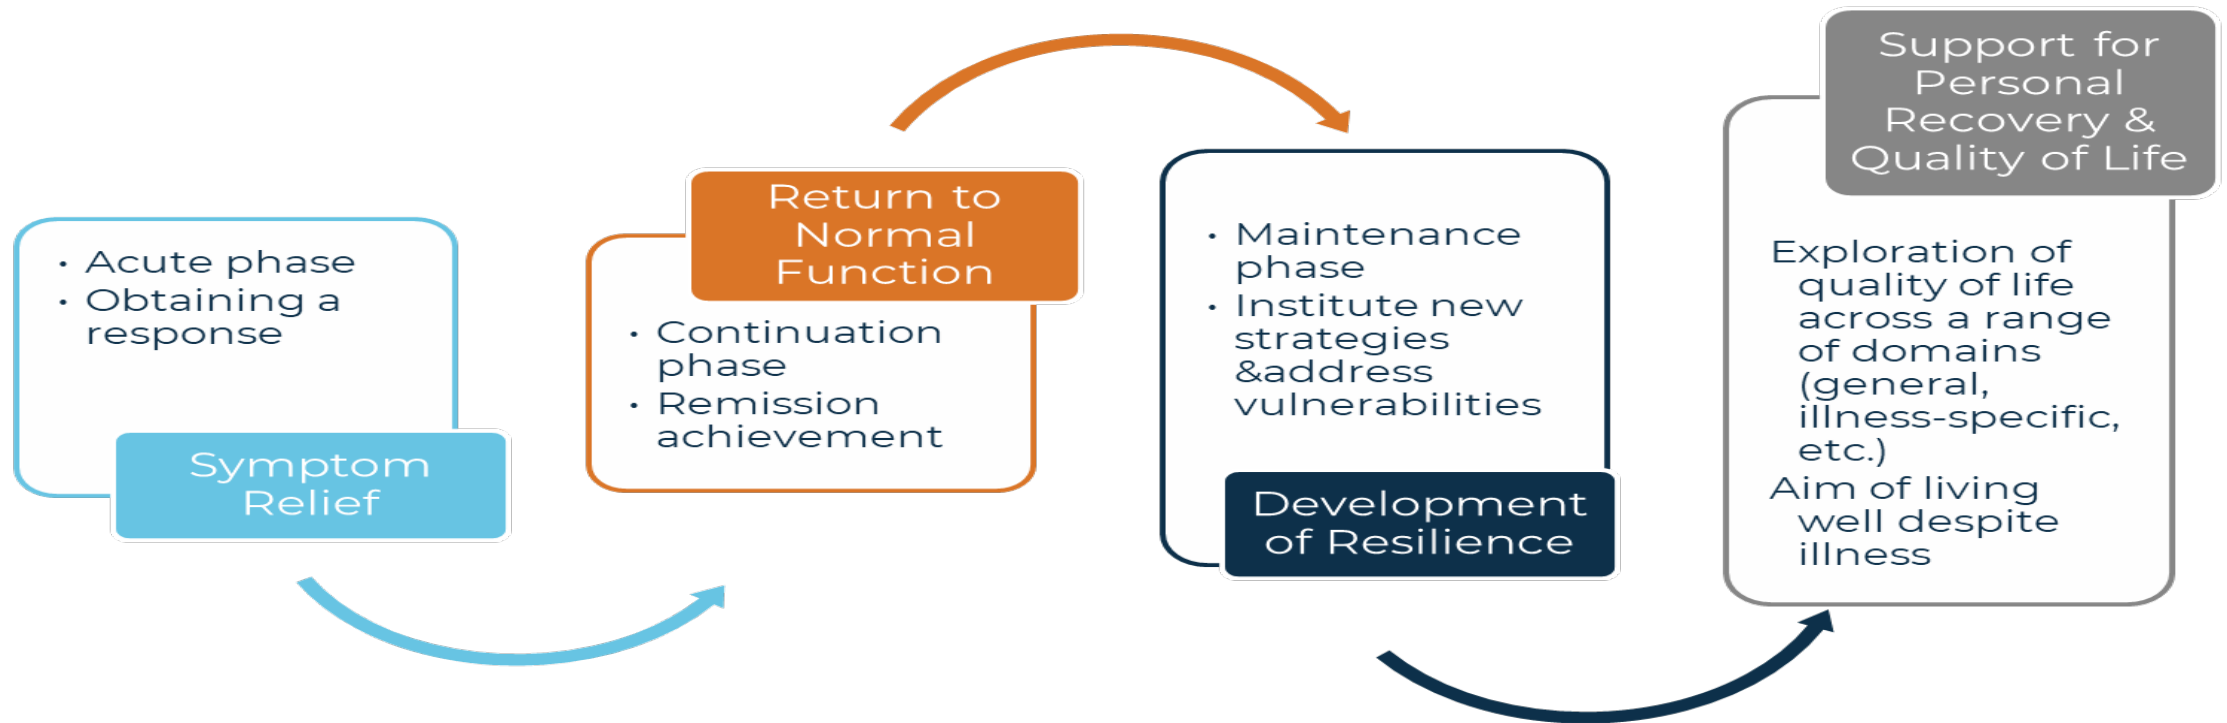 • Acute phase
• Obtaining a
response
Symptom
Relief
Return to
Normal
Function
• Continuation
phase
• Remission
achievement
• Maintenance
phase
• Institute new
strategies
&address
vulnerabilities
Development
of Resilience
Support for
Personal
Recovery &
Quality of Life
Exploration of
quality of life
across a range
of domains
(general,
illness-specific,
etc.)
Aim of living
well despite
illness